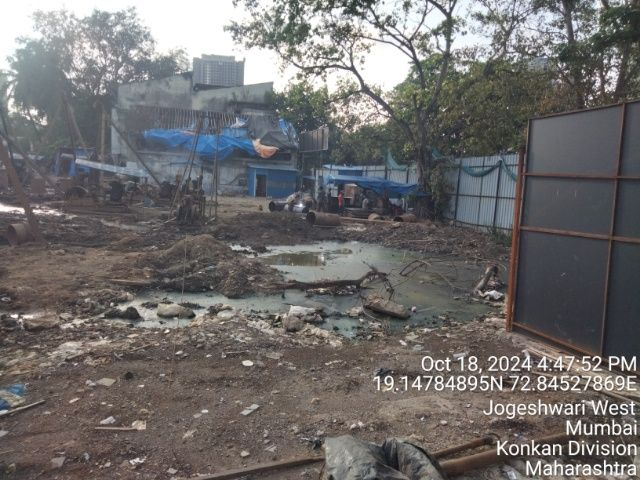 Oct 18, 2024 4:47:52 PM
19.14784895N 72.84527869E
Jogeshwari West
Mumbai
Konkan Division
Maharashtra